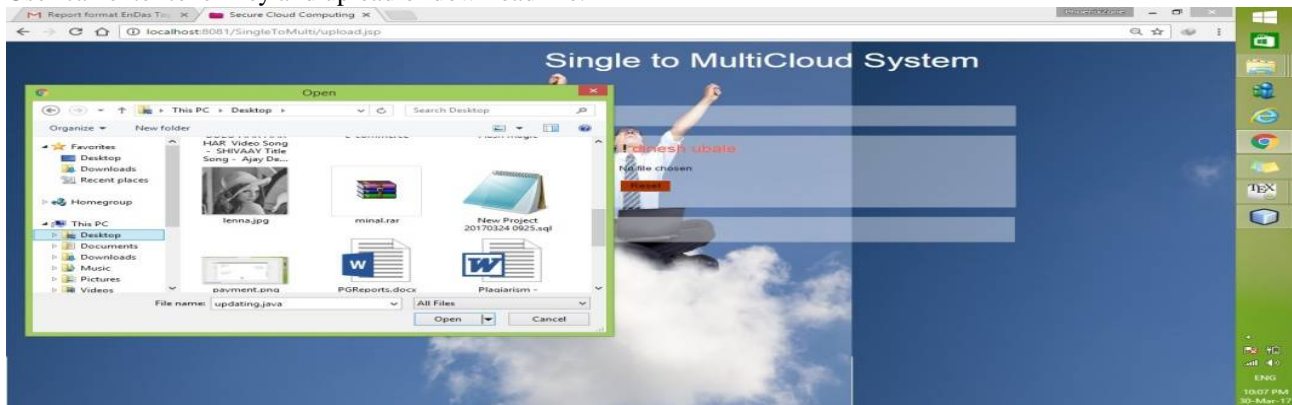 M Report format EnDas Tip × Secure Cloud Computing ×
localhost:8081/SingleToMulti/upload.jsp
Single to MultiCloud System
Open
This PC ▸ Desktop ▸
Search Desktop
Organize New folder
Favorites
Desktop
Downloads
Recent places
Homegroup
This PC
Desktop
Documents
Downloads
Music
Pictures
Videos
HAR Video Song
- SHIVAAY Title
Song - Ajay De...
lenna.jpg
minal.rar
New Project
20170324 0925.sql
payment.png
PGReports.docx
Plagiarism -
File name: updating.java
All Files
Open Cancel
! dinesh ubale
No file chosen
Reset
TEX
ENG
10:07 PM
30-Mar-17